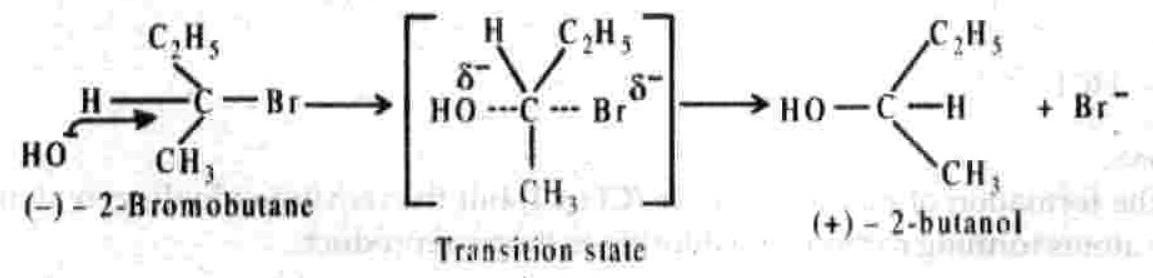 C₂H₅ H C₂H₅ C₂H₅
δ⁻ δ⁻
H — C — Br → HO ---C --- Br → HO — C — H + Br⁻
HO⁻ CH₃ CH₃ CH₃
(–) – 2-Bromobutane (+) – 2-butanol
Transition state